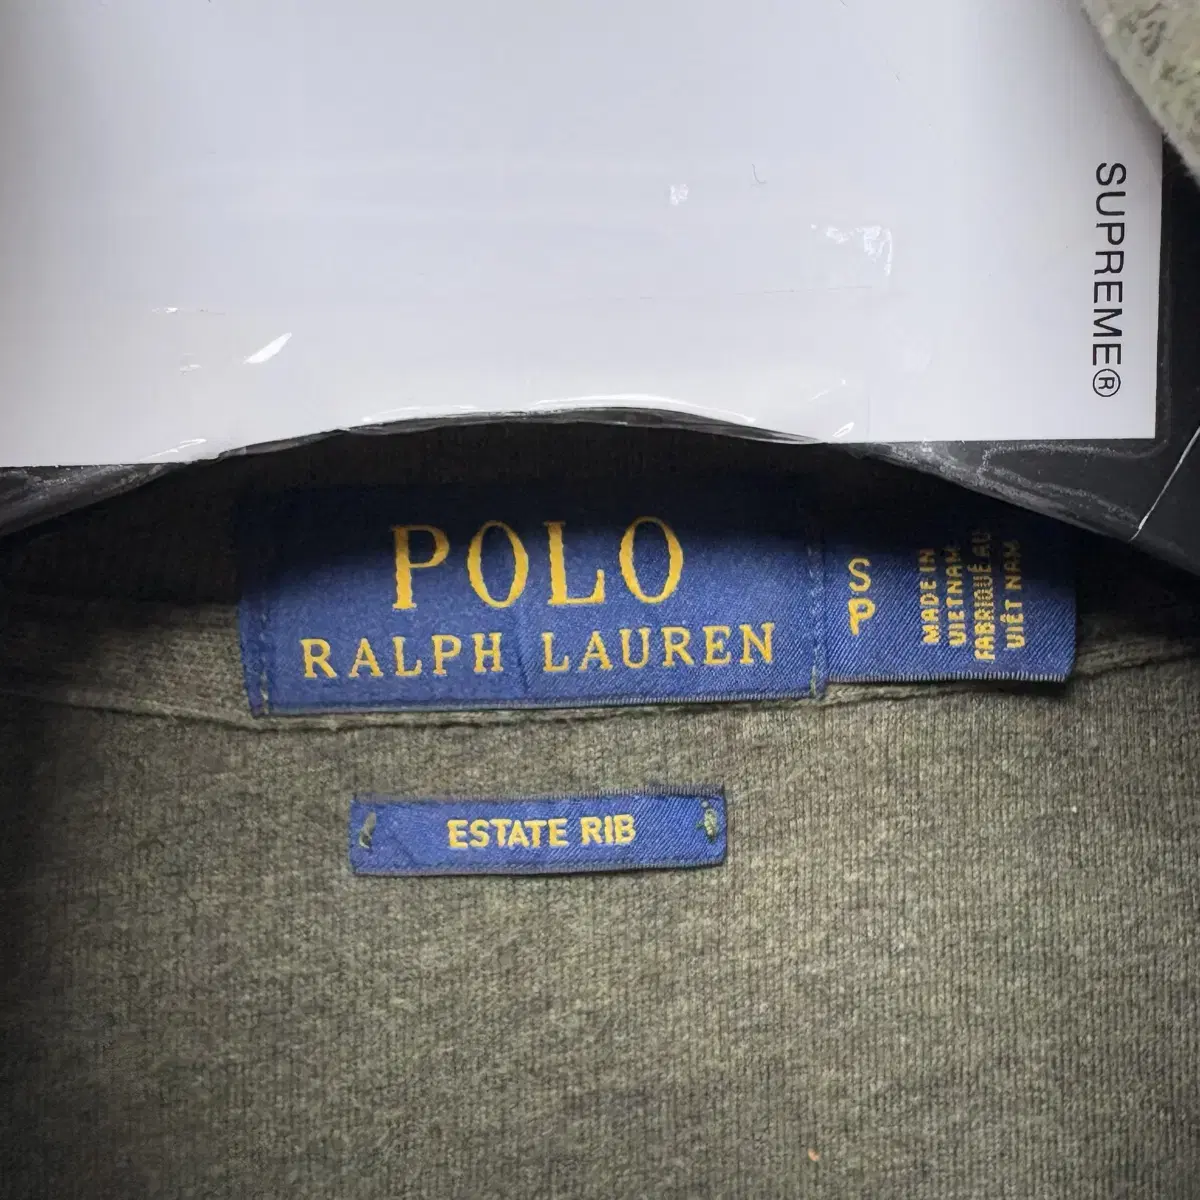 SUPREME®
POLO
RALPH LAUREN
S
P
MADE IN
VIETNAM
FABRIQUÉ AU
VIÊT NAM
ESTATE RIB